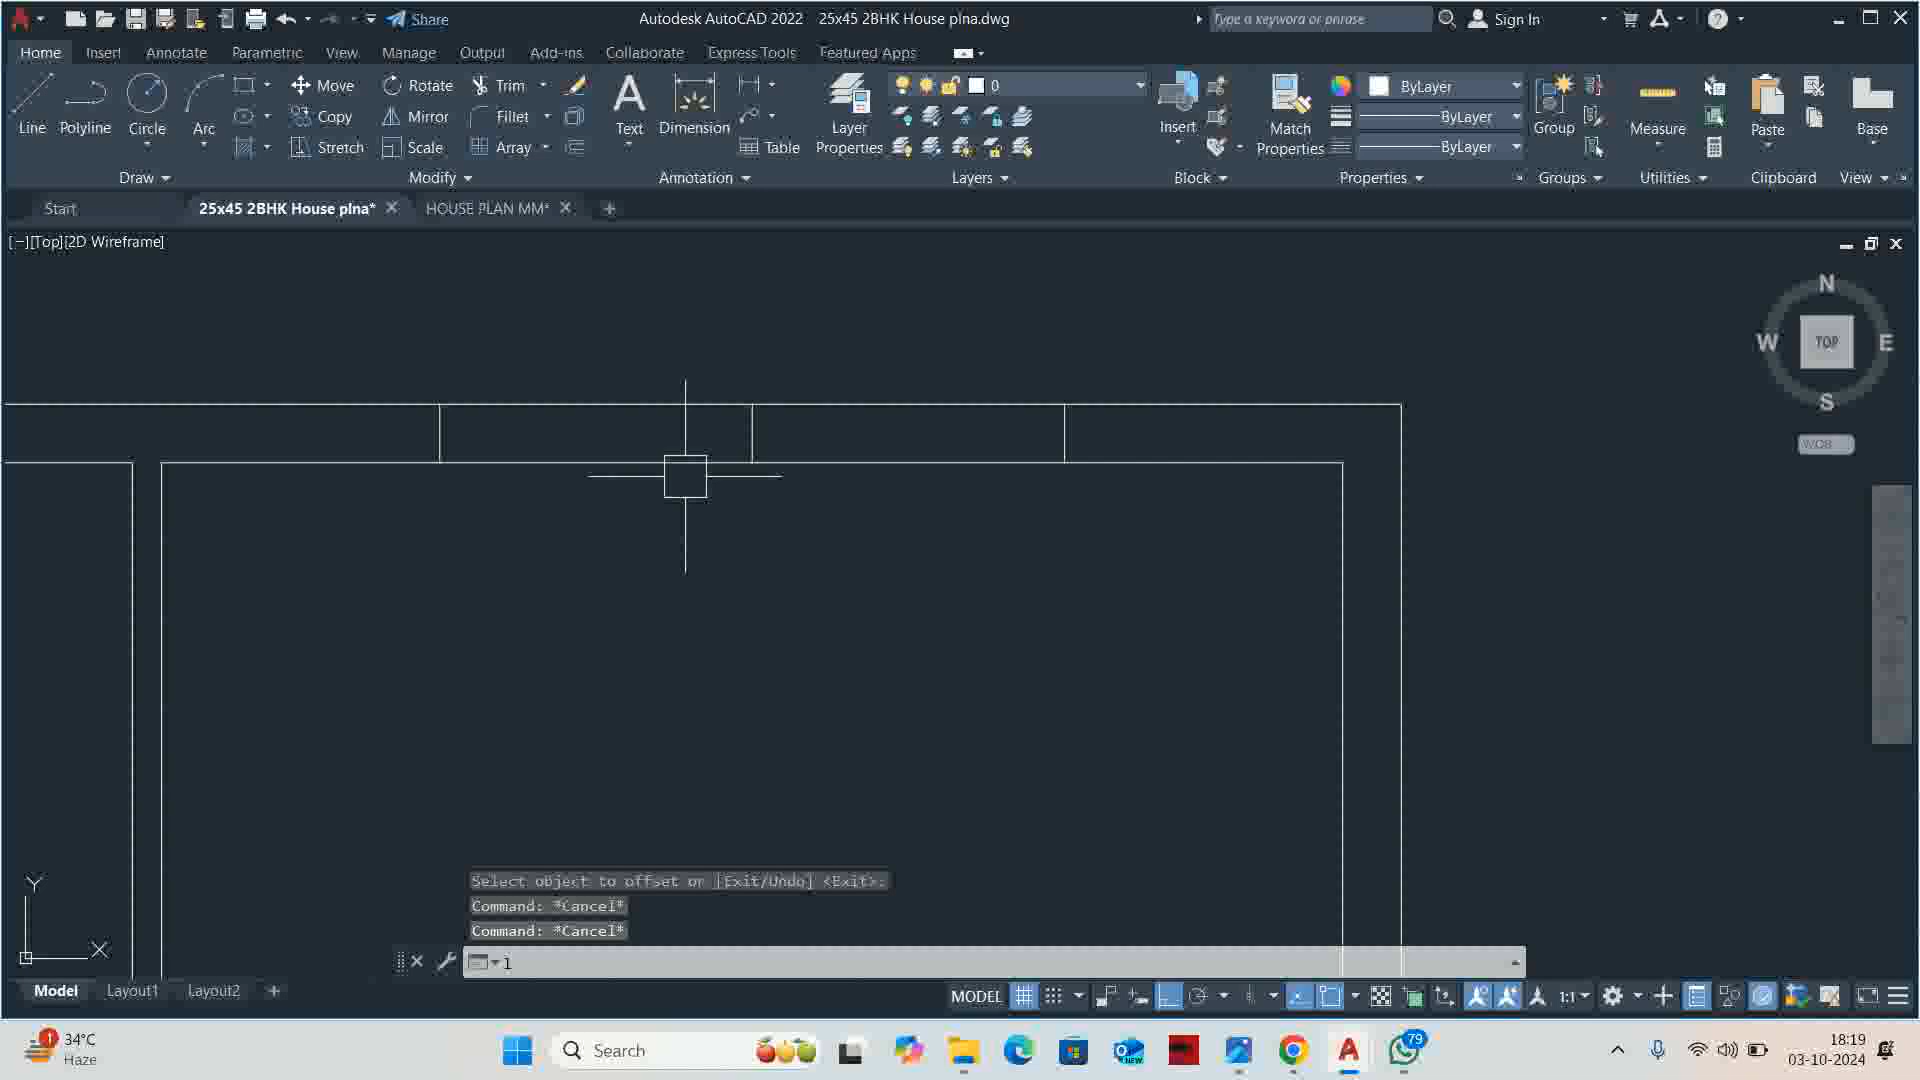 Share
Autodesk AutoCAD 2022 25x45 2BHK House plna.dwg
Type a keyword or phrase
Sign In
Home Insert Annotate Parametric View Manage Output Add-ins Collaborate Express Tools Featured Apps
Line Polyline Circle Arc
Move Rotate Trim
Copy Mirror Fillet
Stretch Scale Array
Text Dimension Table
Layer Properties
0
Insert
Match Properties
ByLayer
ByLayer
ByLayer
Group Measure Paste Base
Draw Modify Annotation Layers Block Properties Groups Utilities Clipboard View
Start 25x45 2BHK House plna* HOUSE PLAN MM*
[−][Top][2D Wireframe]
N
W TOP E
S
WCS
Y
X
Select object to offset or [Exit/Undo] <Exit>:
Command: *Cancel*
Command: *Cancel*
l
Model Layout1 Layout2
MODEL 1:1
1 34°C
Haze
Search
NEW
79
18:19
03-10-2024